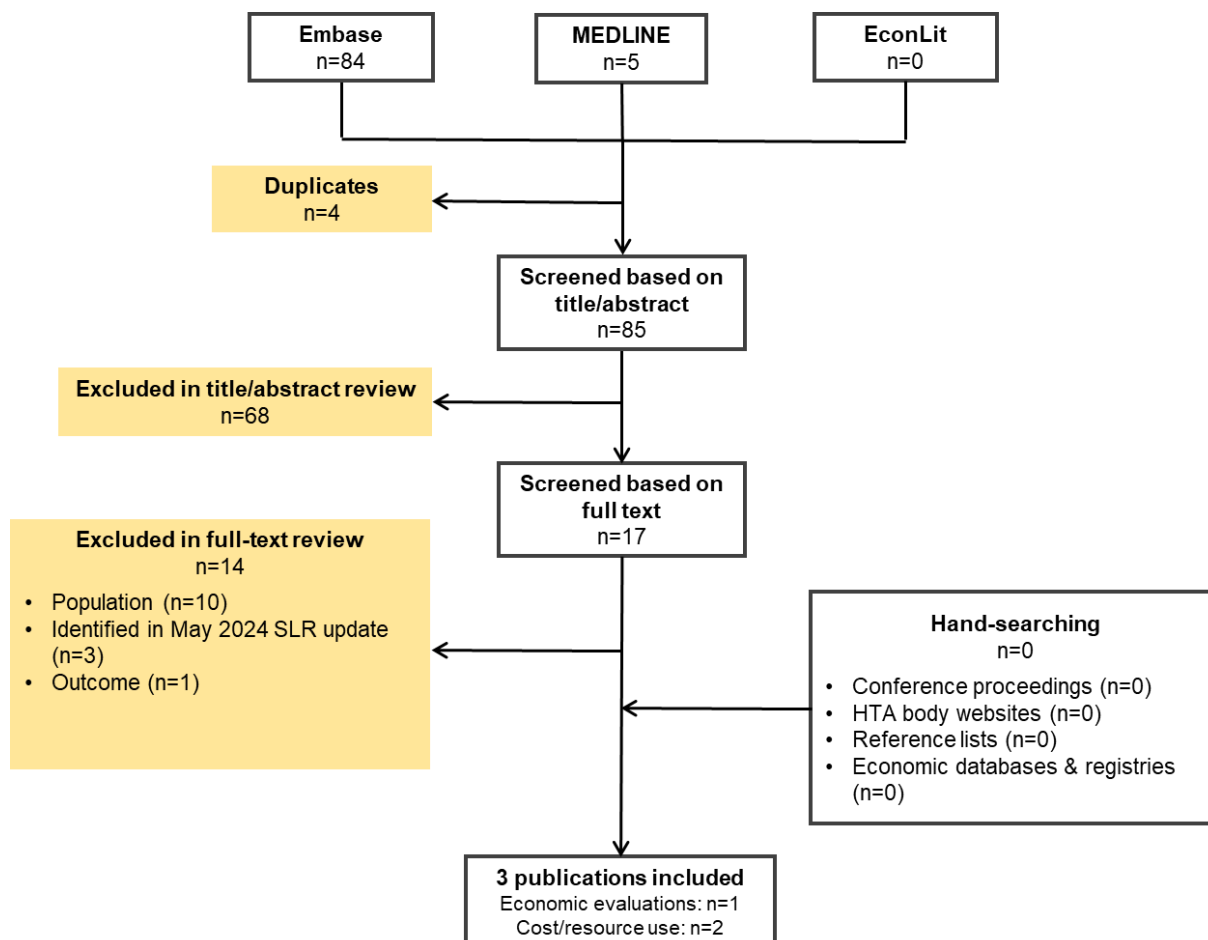 Embase
n=84
MEDLINE
n=5
EconLit
n=0
Duplicates
n=4
Screened based on
title/abstract
n=85
Excluded in title/abstract review
n=68
Screened based on
full text
n=17
Excluded in full-text review
n=14
• Population (n=10)
• Identified in May 2024 SLR update
(n=3)
• Outcome (n=1)
Hand-searching
n=0
• Conference proceedings (n=0)
• HTA body websites (n=0)
• Reference lists (n=0)
• Economic databases & registries
(n=0)
3 publications included
Economic evaluations: n=1
Cost/resource use: n=2